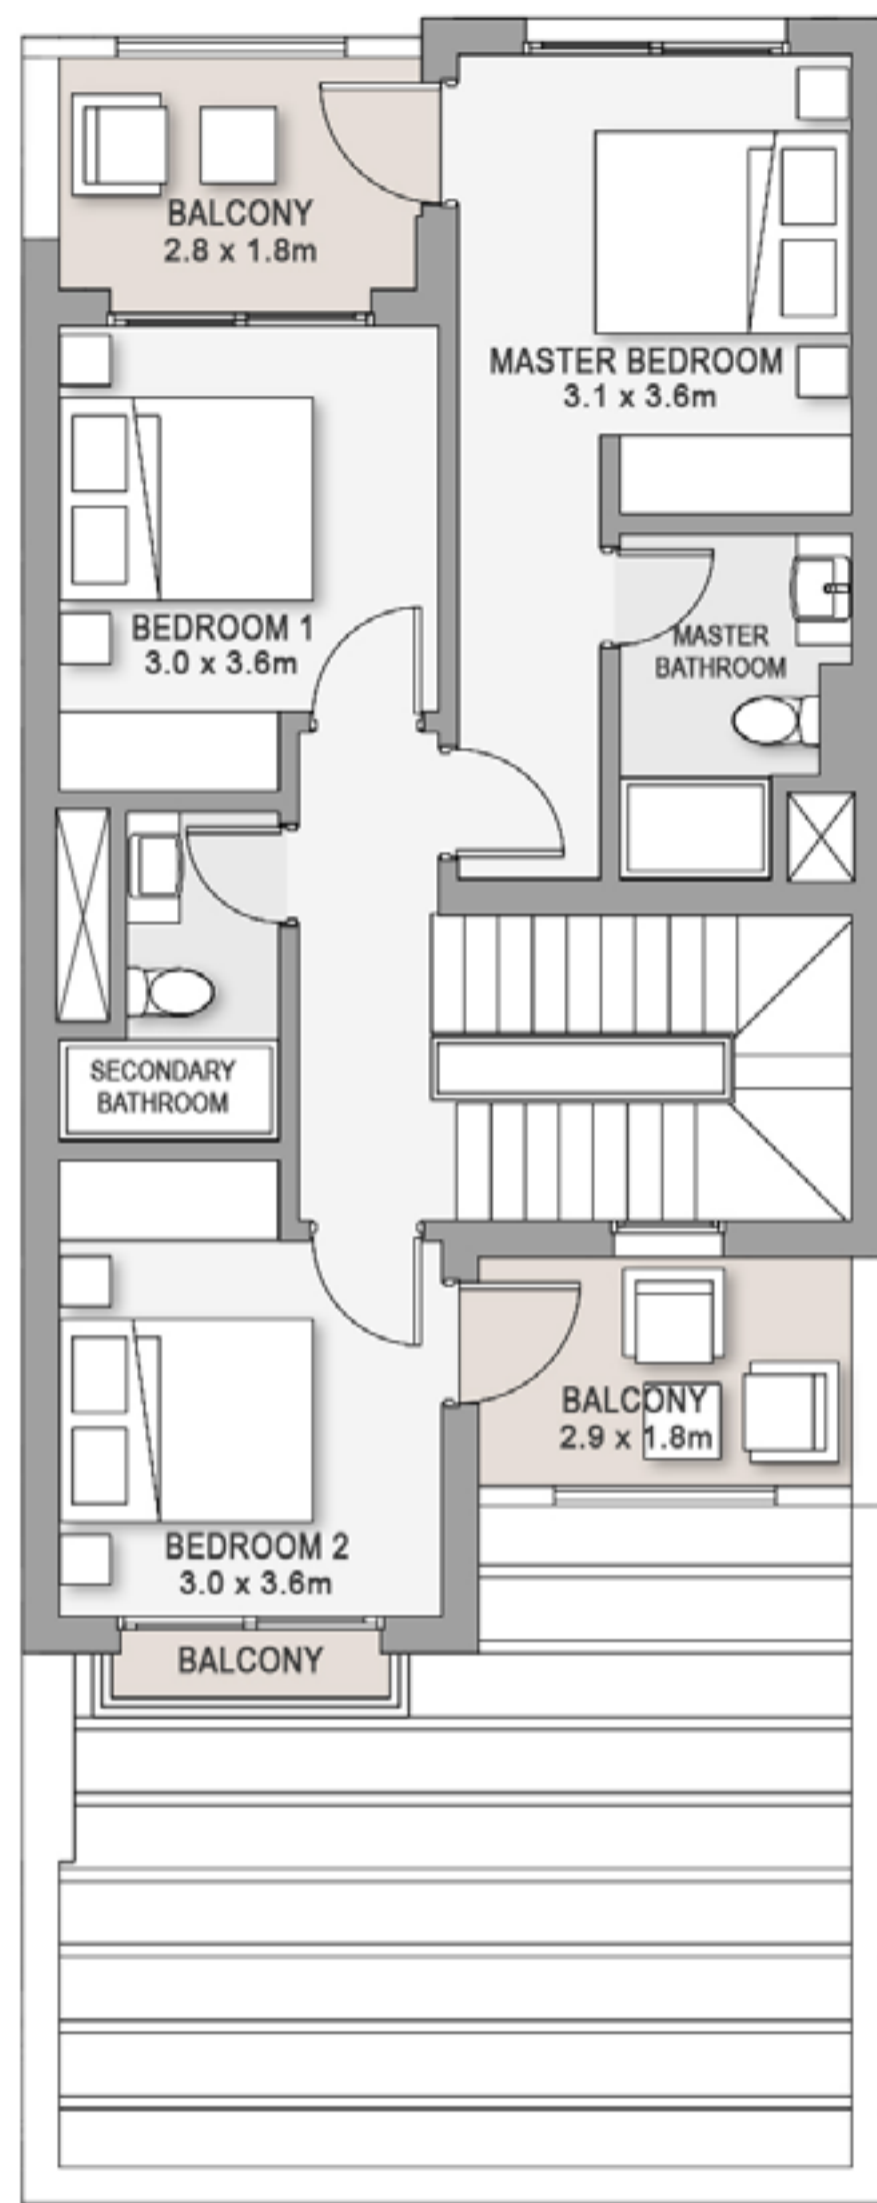 BALCONY
2.8 x 1.8m
MASTER BEDROOM
3.1 x 3.6m
BEDROOM 1
3.0 x 3.6m
MASTER
BATHROOM
SECONDARY
BATHROOM
BALCONY
2.9 x 1.8m
BEDROOM 2
3.0 x 3.6m
BALCONY